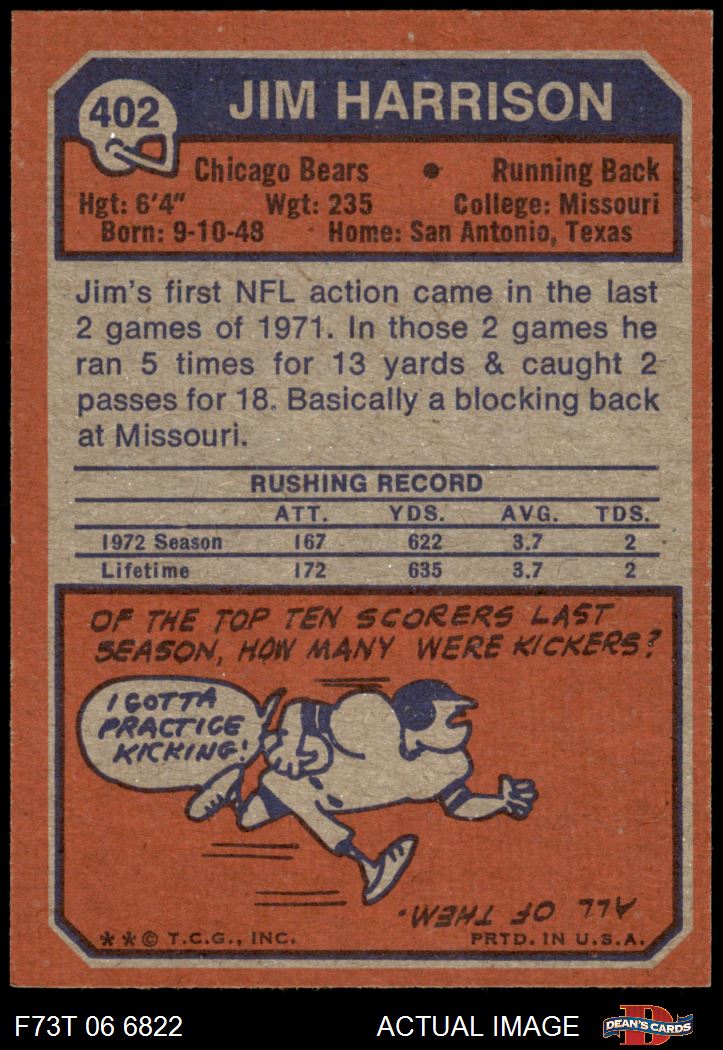 402
JIM HARRISON
Chicago Bears • Running Back
Hgt: 6'4" Wgt: 235 College: Missouri
Born: 9-10-48 Home: San Antonio, Texas
Jim's first NFL action came in the last
2 games of 1971. In those 2 games he
ran 5 times for 13 yards & caught 2
passes for 18. Basically a blocking back
at Missouri.
RUSHING RECORD
ATT. YDS. AVG. TDS.
1972 Season 167 622 3.7 2
Lifetime 172 635 3.7 2
OF THE TOP TEN SCORERS LAST
SEASON, HOW MANY WERE KICKERS?
I GOTTA
PRACTICE
KICKING!
ALL OF THEM.
** © T.C.G., INC. PRTD. IN U.S.A.
F73T 06 6822 ACTUAL IMAGE D DEAN'S CARDS